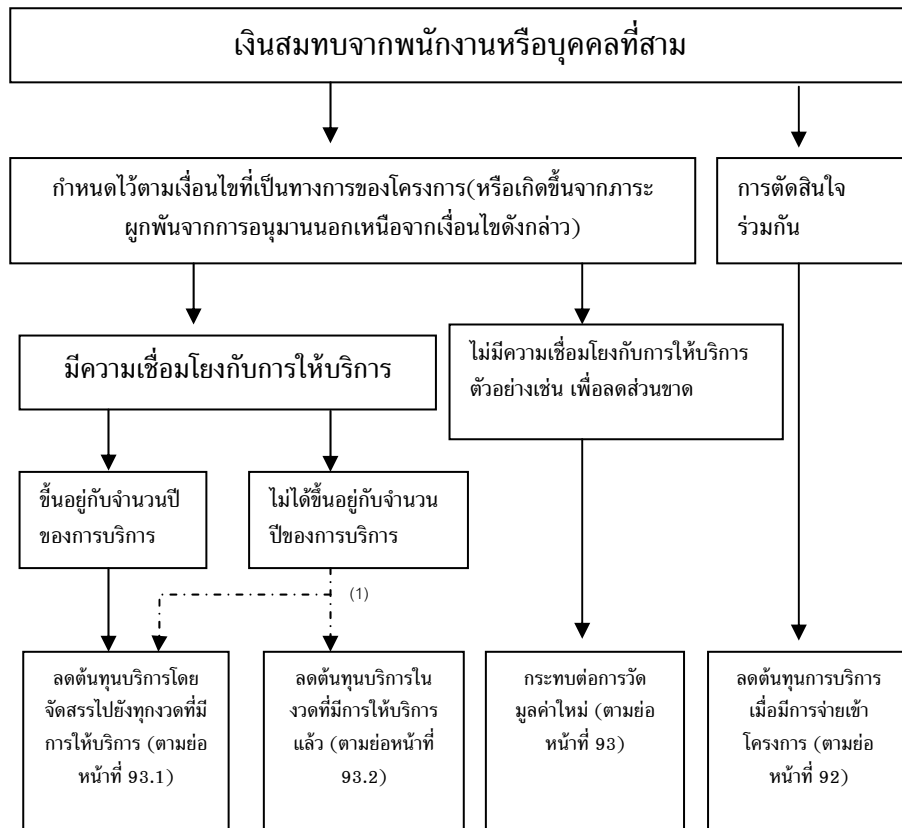 เงินสมทบจากพนักงานหรือบุคคลที่สาม
กำหนดไว้ตามเงื่อนไขที่เป็นทางการของโครงการ(หรือเกิดขึ้นจากภาระ
ผูกพันจากการอนุมานนอกเหนือจากเงื่อนไขดังกล่าว)
การตัดสินใจ
ร่วมกัน
มีความเชื่อมโยงกับการให้บริการ
ไม่มีความเชื่อมโยงกับการให้บริการ
ตัวอย่างเช่น เพื่อลดส่วนขาด
ขึ้นอยู่กับจำนวนปี
ของการบริการ
ไม่ได้ขึ้นอยู่กับจำนวน
ปีของการบริการ
(1)
ลดต้นทุนบริการโดย
จัดสรรไปยังทุกงวดที่มี
การให้บริการ (ตามย่อ
หน้าที่ 93.1)
ลดต้นทุนบริการใน
งวดที่มีการให้บริการ
แล้ว (ตามย่อหน้าที่
93.2)
กระทบต่อการวัด
มูลค่าใหม่ (ตามย่อ
หน้าที่ 93)
ลดต้นทุนการบริการ
เมื่อมีการจ่ายเข้า
โครงการ (ตามย่อ
หน้าที่ 92)